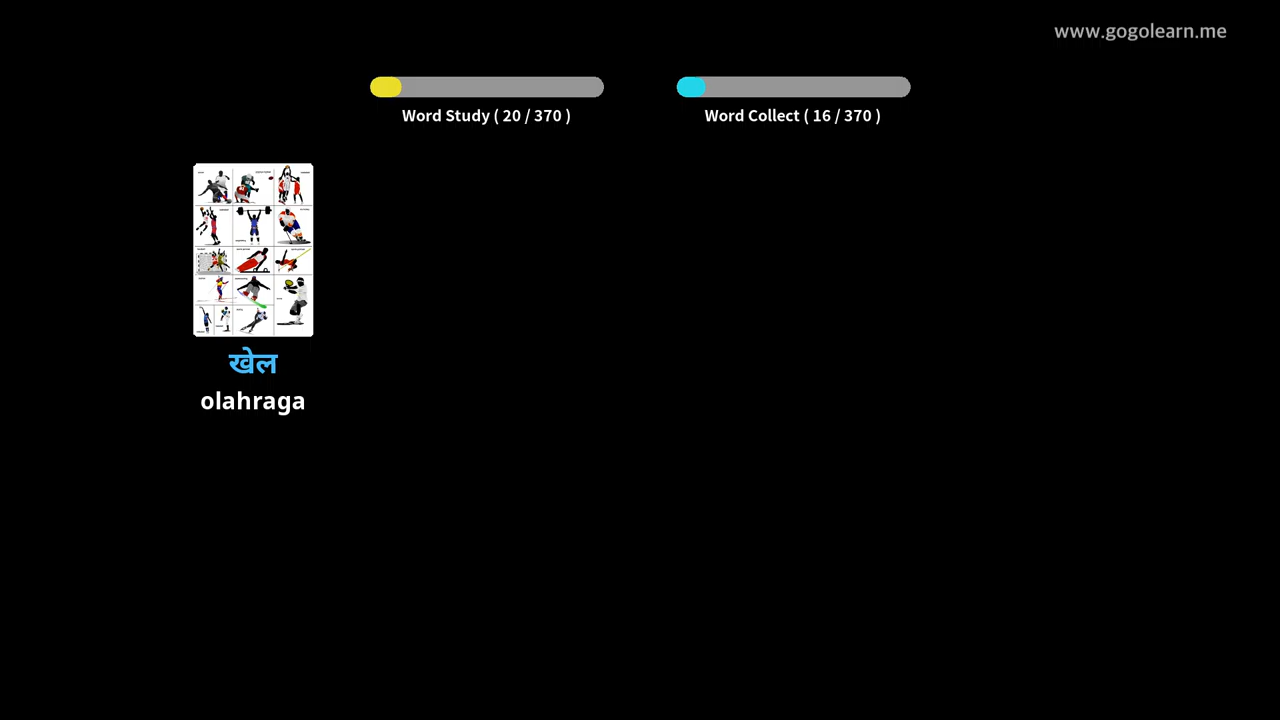 www.gogolearn.me
Word Study ( 20 / 370 )
Word Collect ( 16 / 370 )
खेल
olahraga